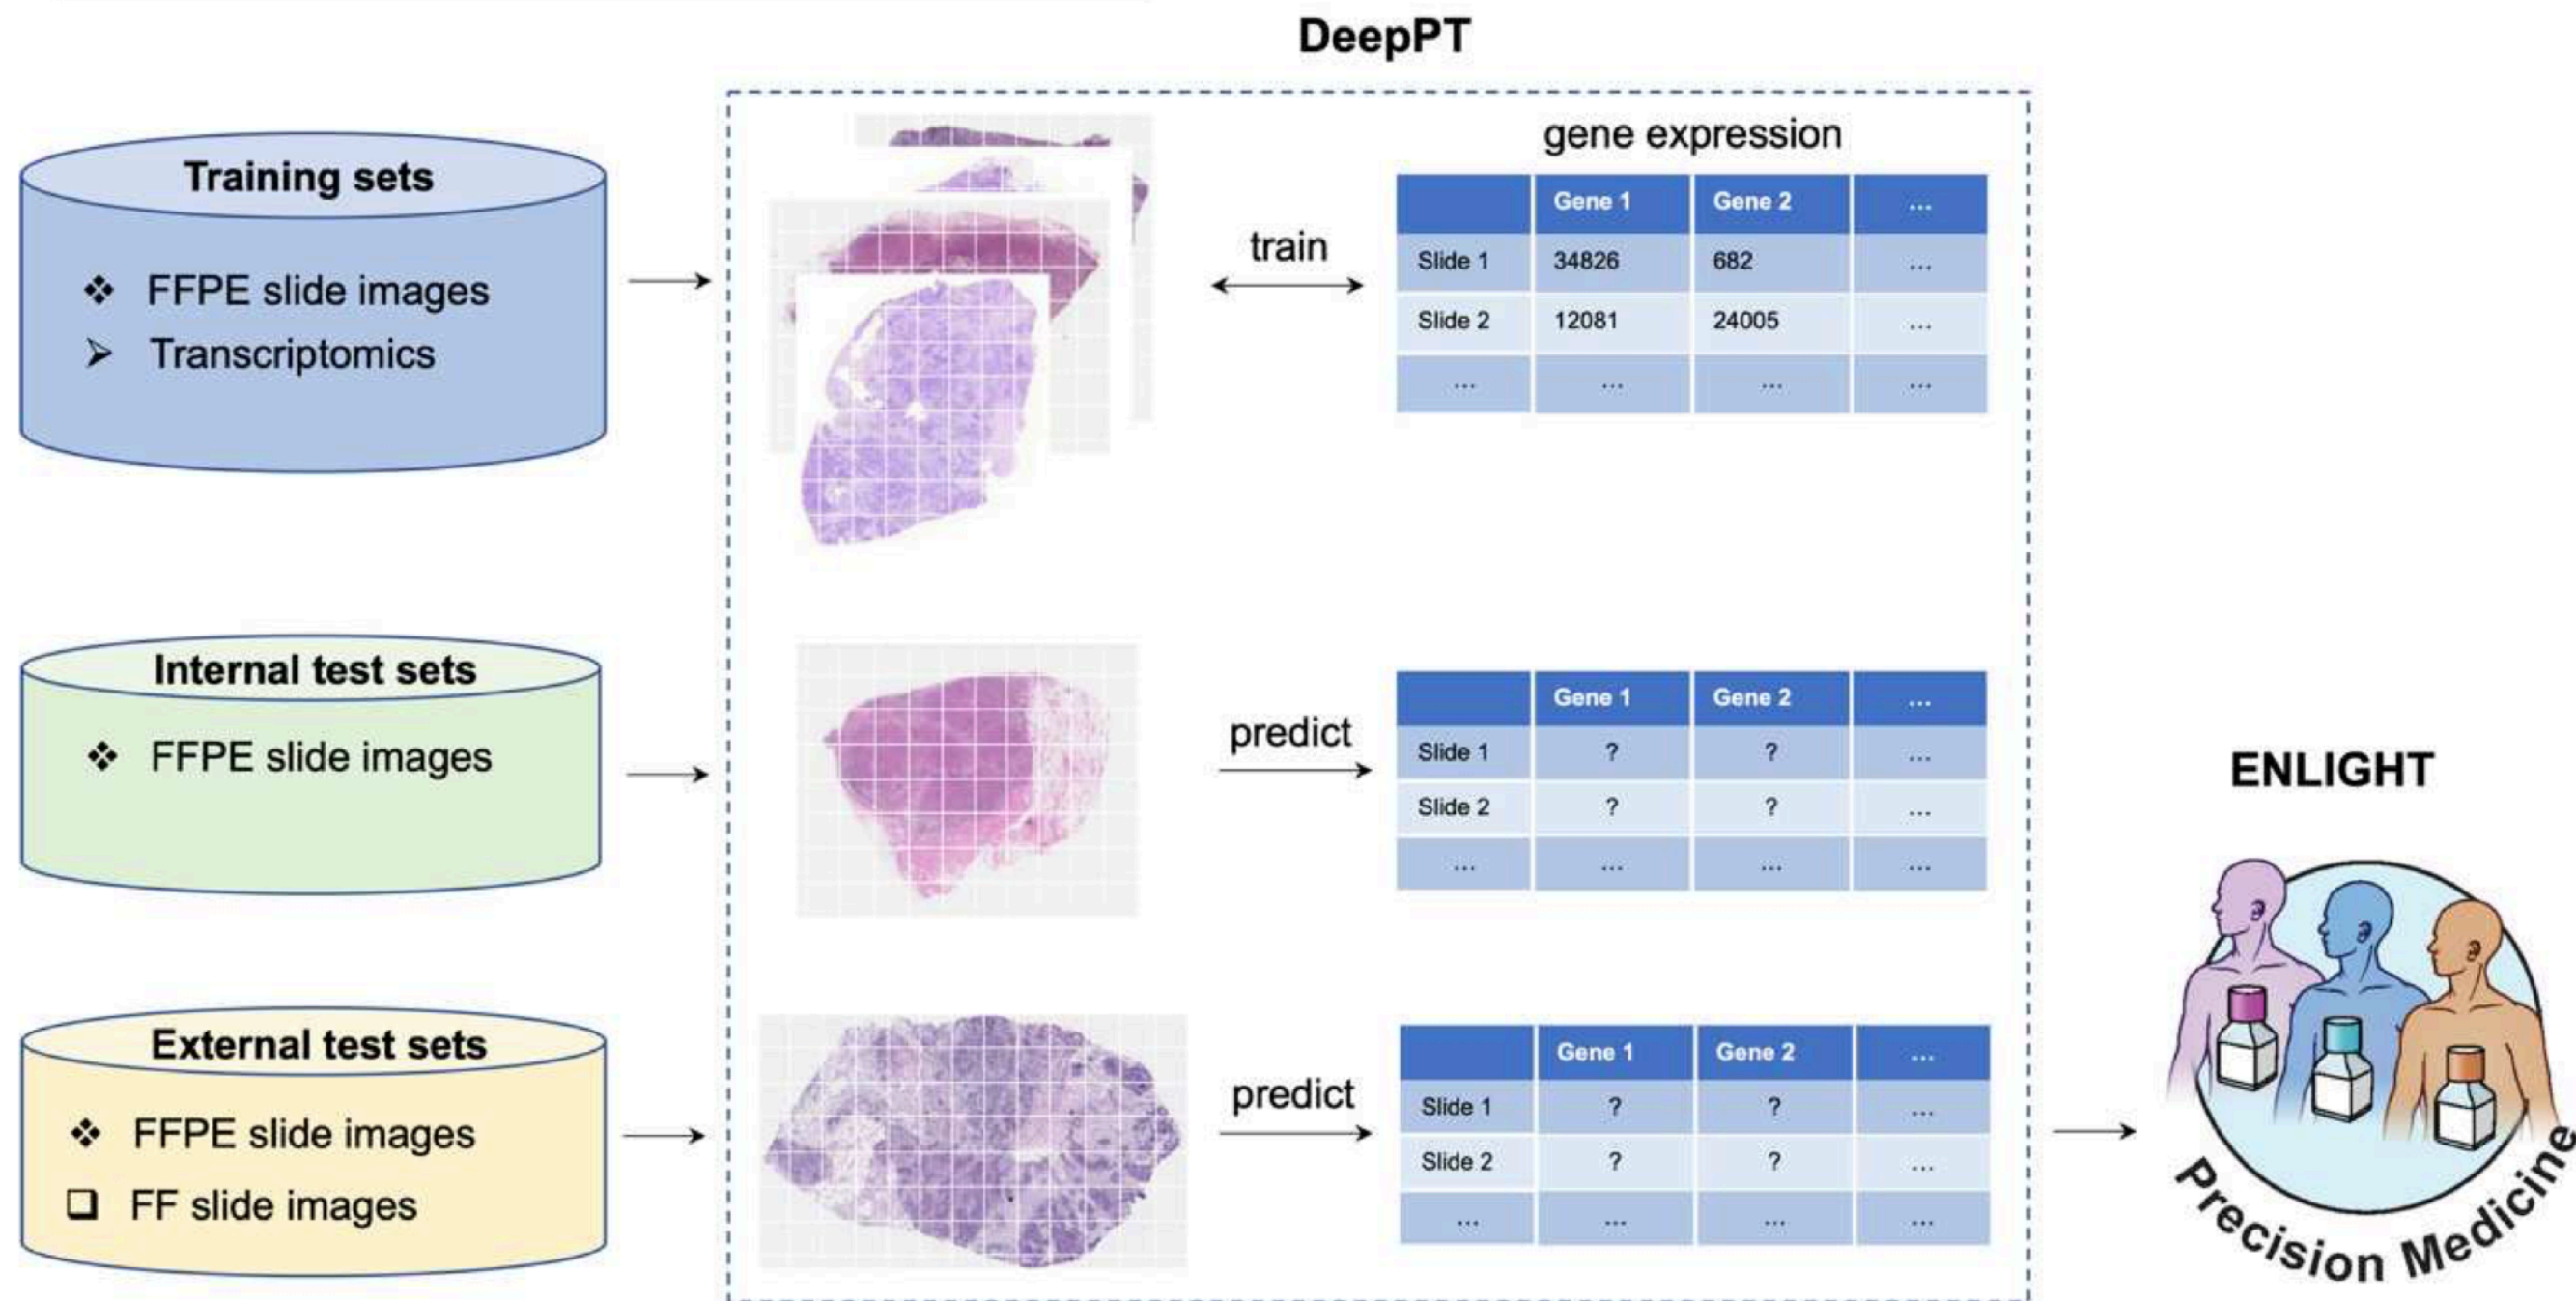 DeepPT
Training sets
❖ FFPE slide images
➢ Transcriptomics
train
gene expression
Gene 1 Gene 2 ...
Slide 1 34826 682 ...
Slide 2 12081 24005 ...
... ... ... ...
Internal test sets
❖ FFPE slide images
predict
Gene 1 Gene 2 ...
Slide 1 ? ? ...
Slide 2 ? ? ...
... ... ... ...
External test sets
❖ FFPE slide images
❑ FF slide images
predict
Gene 1 Gene 2 ...
Slide 1 ? ? ...
Slide 2 ? ? ...
... ... ... ...
ENLIGHT
Precision Medicine